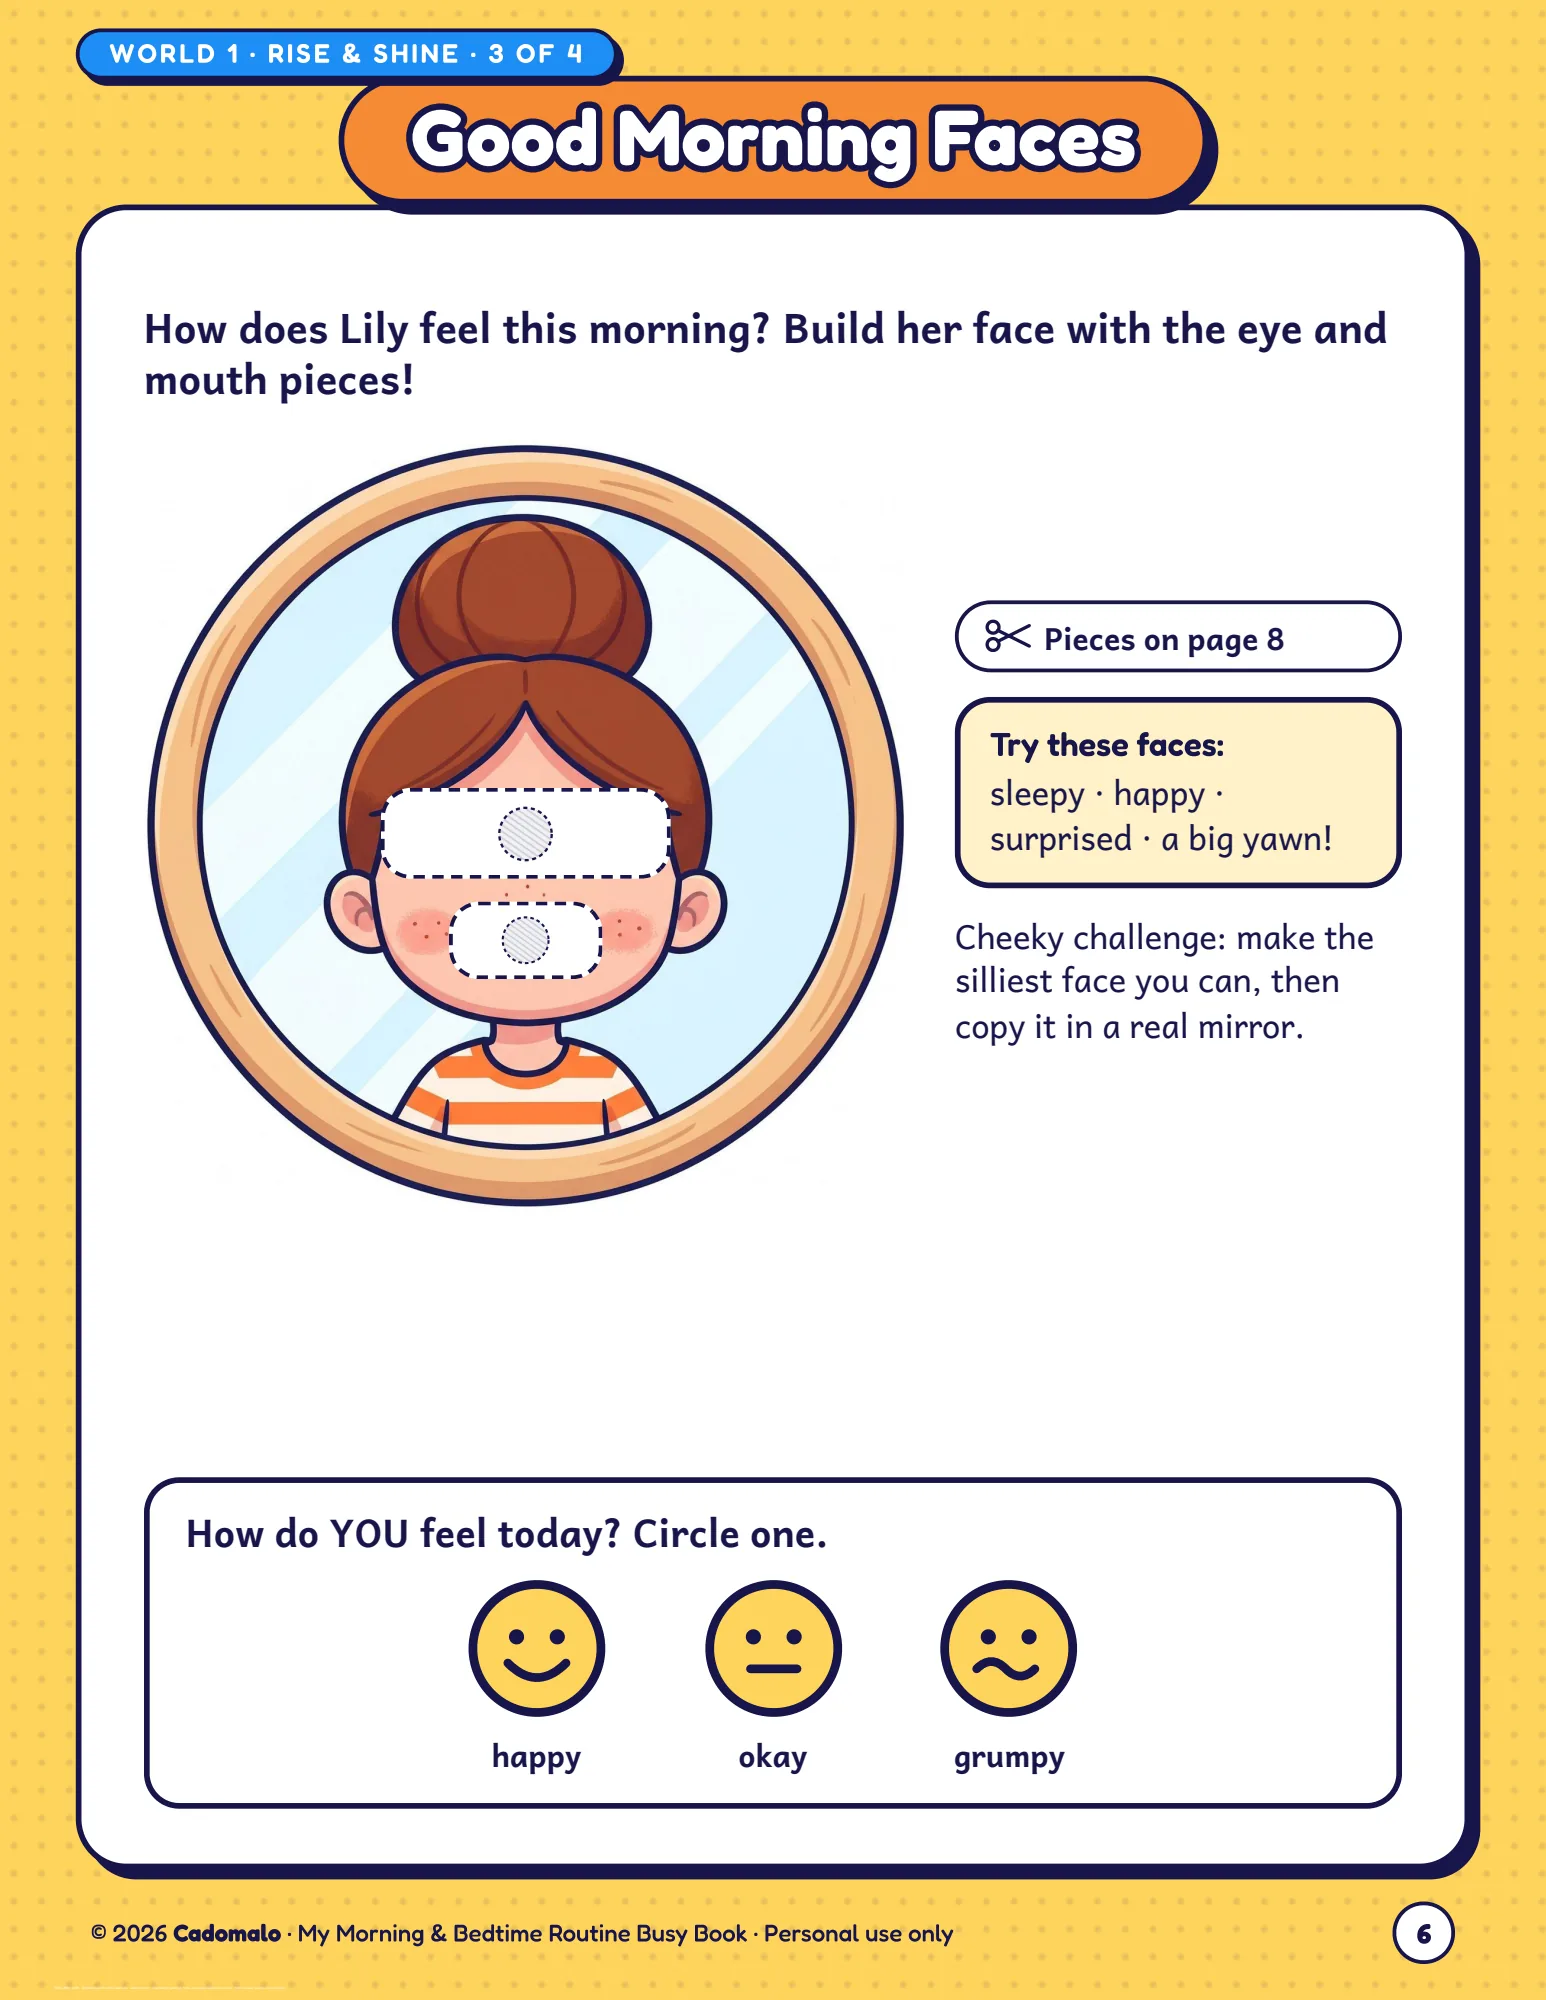 WORLD 1 · RISE & SHINE · 3 OF 4
Good Morning Faces
How does Lily feel this morning? Build her face with the eye and
mouth pieces!
Pieces on page 8
Try these faces:
sleepy · happy ·
surprised · a big yawn!
Cheeky challenge: make the
silliest face you can, then
copy it in a real mirror.
How do YOU feel today? Circle one.
happy okay grumpy
© 2026 Cadomalo · My Morning & Bedtime Routine Busy Book · Personal use only
6